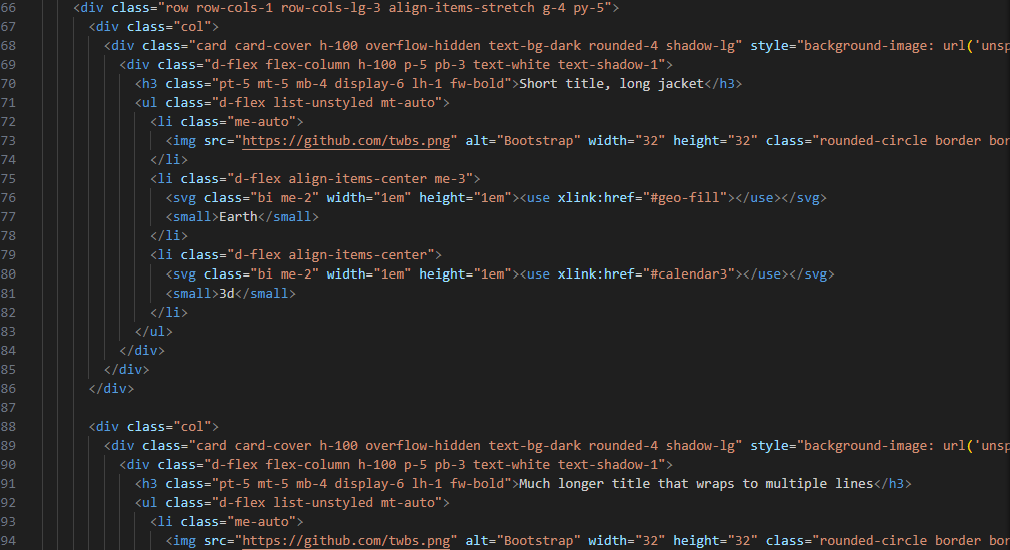 66 <div class="row row-cols-1 row-cols-lg-3 align-items-stretch g-4 py-5">
67 <div class="col">
68 <div class="card card-cover h-100 overflow-hidden text-bg-dark rounded-4 shadow-lg" style="background-image: url('unsp
69 <div class="d-flex flex-column h-100 p-5 pb-3 text-white text-shadow-1">
70 <h3 class="pt-5 mt-5 mb-4 display-6 lh-1 fw-bold">Short title, long jacket</h3>
71 <ul class="d-flex list-unstyled mt-auto">
72 <li class="me-auto">
73 <img src="https://github.com/twbs.png" alt="Bootstrap" width="32" height="32" class="rounded-circle border bor
74 </li>
75 <li class="d-flex align-items-center me-3">
76 <svg class="bi me-2" width="1em" height="1em"><use xlink:href="#geo-fill"></use></svg>
77 <small>Earth</small>
78 </li>
79 <li class="d-flex align-items-center">
80 <svg class="bi me-2" width="1em" height="1em"><use xlink:href="#calendar3"></use></svg>
81 <small>3d</small>
82 </li>
83 </ul>
84 </div>
85 </div>
86 </div>
87
88 <div class="col">
89 <div class="card card-cover h-100 overflow-hidden text-bg-dark rounded-4 shadow-lg" style="background-image: url('unsp
90 <div class="d-flex flex-column h-100 p-5 pb-3 text-white text-shadow-1">
91 <h3 class="pt-5 mt-5 mb-4 display-6 lh-1 fw-bold">Much longer title that wraps to multiple lines</h3>
92 <ul class="d-flex list-unstyled mt-auto">
93 <li class="me-auto">
94 <img src="https://github.com/twbs.png" alt="Bootstrap" width="32" height="32" class="rounded-circle border bor